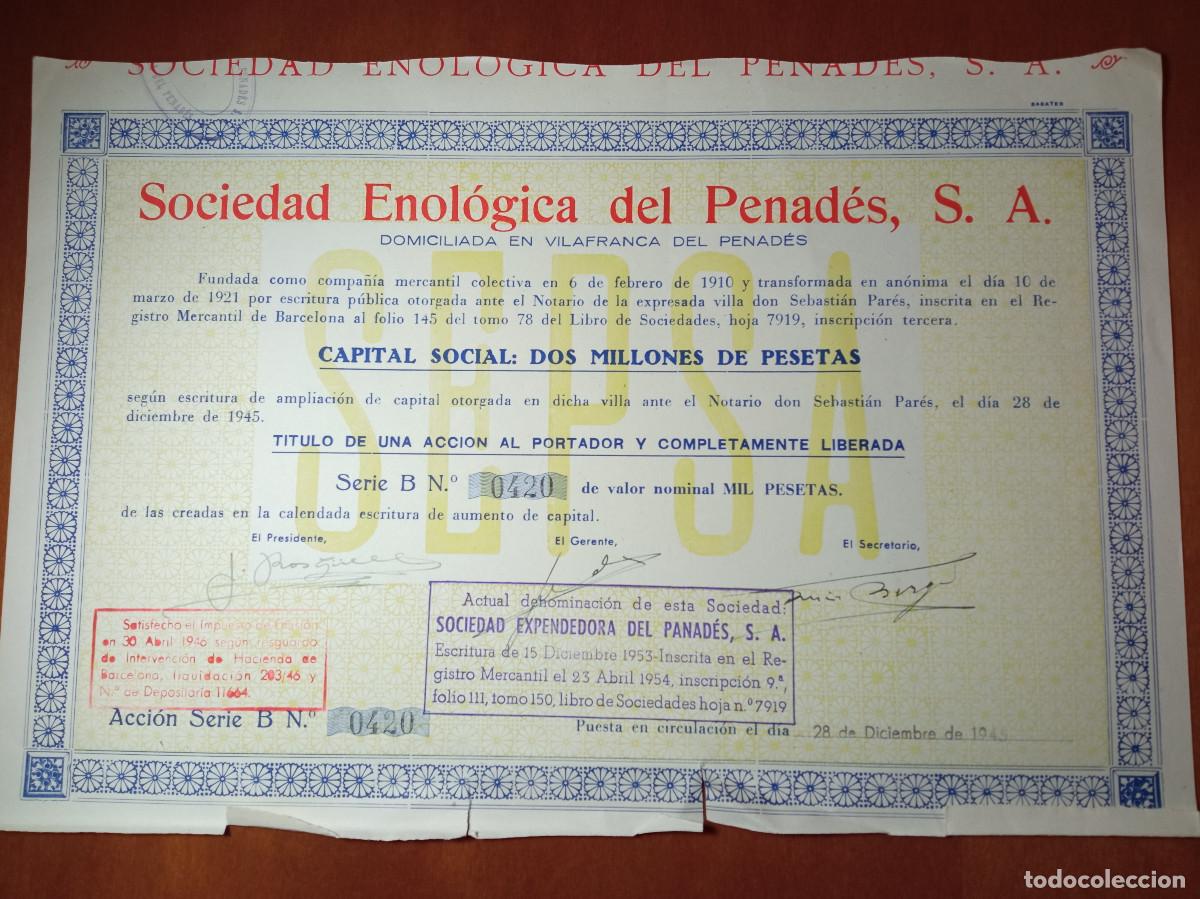 SOCIEDAD ENOLOGICA DEL PENADES, S. A.
SABATER
Sociedad Enológica del Penadés, S. A.
DOMICILIADA EN VILAFRANCA DEL PENADÉS
Fundada como compañía mercantil colectiva en 6 de febrero de 1910 y transformada en anónima el día 10 de
marzo de 1921 por escritura pública otorgada ante el Notario de la expresada villa don Sebastián Parés, inscrita en el Re-
gistro Mercantil de Barcelona al folio 145 del tomo 78 del Libro de Sociedades, hoja 7919, inscripción tercera.
SEPSA
CAPITAL SOCIAL: DOS MILLONES DE PESETAS
según escritura de ampliación de capital otorgada en dicha villa ante el Notario don Sebastián Parés, el día 28 de
diciembre de 1945.
TITULO DE UNA ACCION AL PORTADOR Y COMPLETAMENTE LIBERADA
Serie B N.º 0420 de valor nominal MIL PESETAS.
de las creadas en la calendada escritura de aumento de capital.
El Presidente, El Gerente, El Secretario,
Satisfecho el Impuesto de Emisión
en 30 Abril 1946 según resguardo
de Intervención de Hacienda de
Barcelona, liquidación 203/46 y
N.º de Depositaría 11664.
Actual denominación de esta Sociedad:
SOCIEDAD EXPENDEDORA DEL PANADÉS, S. A.
Escritura de 15 Diciembre 1953-Inscrita en el Re-
gistro Mercantil el 23 Abril 1954, inscripción 9.ª,
folio 111, tomo 150, libro de Sociedades hoja n.º 7919
Acción Serie B N.º 0420
Puesta en circulación el día 28 de Diciembre de 1945
todocoleccion